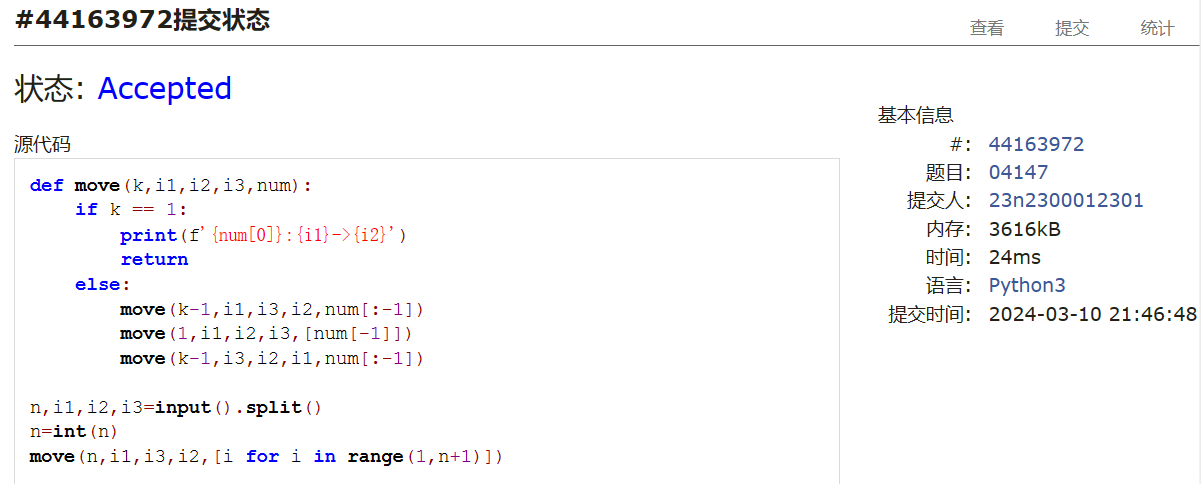 #44163972提交状态
查看 提交 统计
状态: Accepted
源代码
def move(k,i1,i2,i3,num):
    if k == 1:
        print(f'{num[0]}:{i1}->{i2}')
        return
    else:
        move(k-1,i1,i3,i2,num[:-1])
        move(1,i1,i2,i3,[num[-1]])
        move(k-1,i3,i2,i1,num[:-1])
n,i1,i2,i3=input().split()
n=int(n)
move(n,i1,i3,i2,[i for i in range(1,n+1)])
基本信息
#: 44163972
题目: 04147
提交人: 23n2300012301
内存: 3616kB
时间: 24ms
语言: Python3
提交时间: 2024-03-10 21:46:48